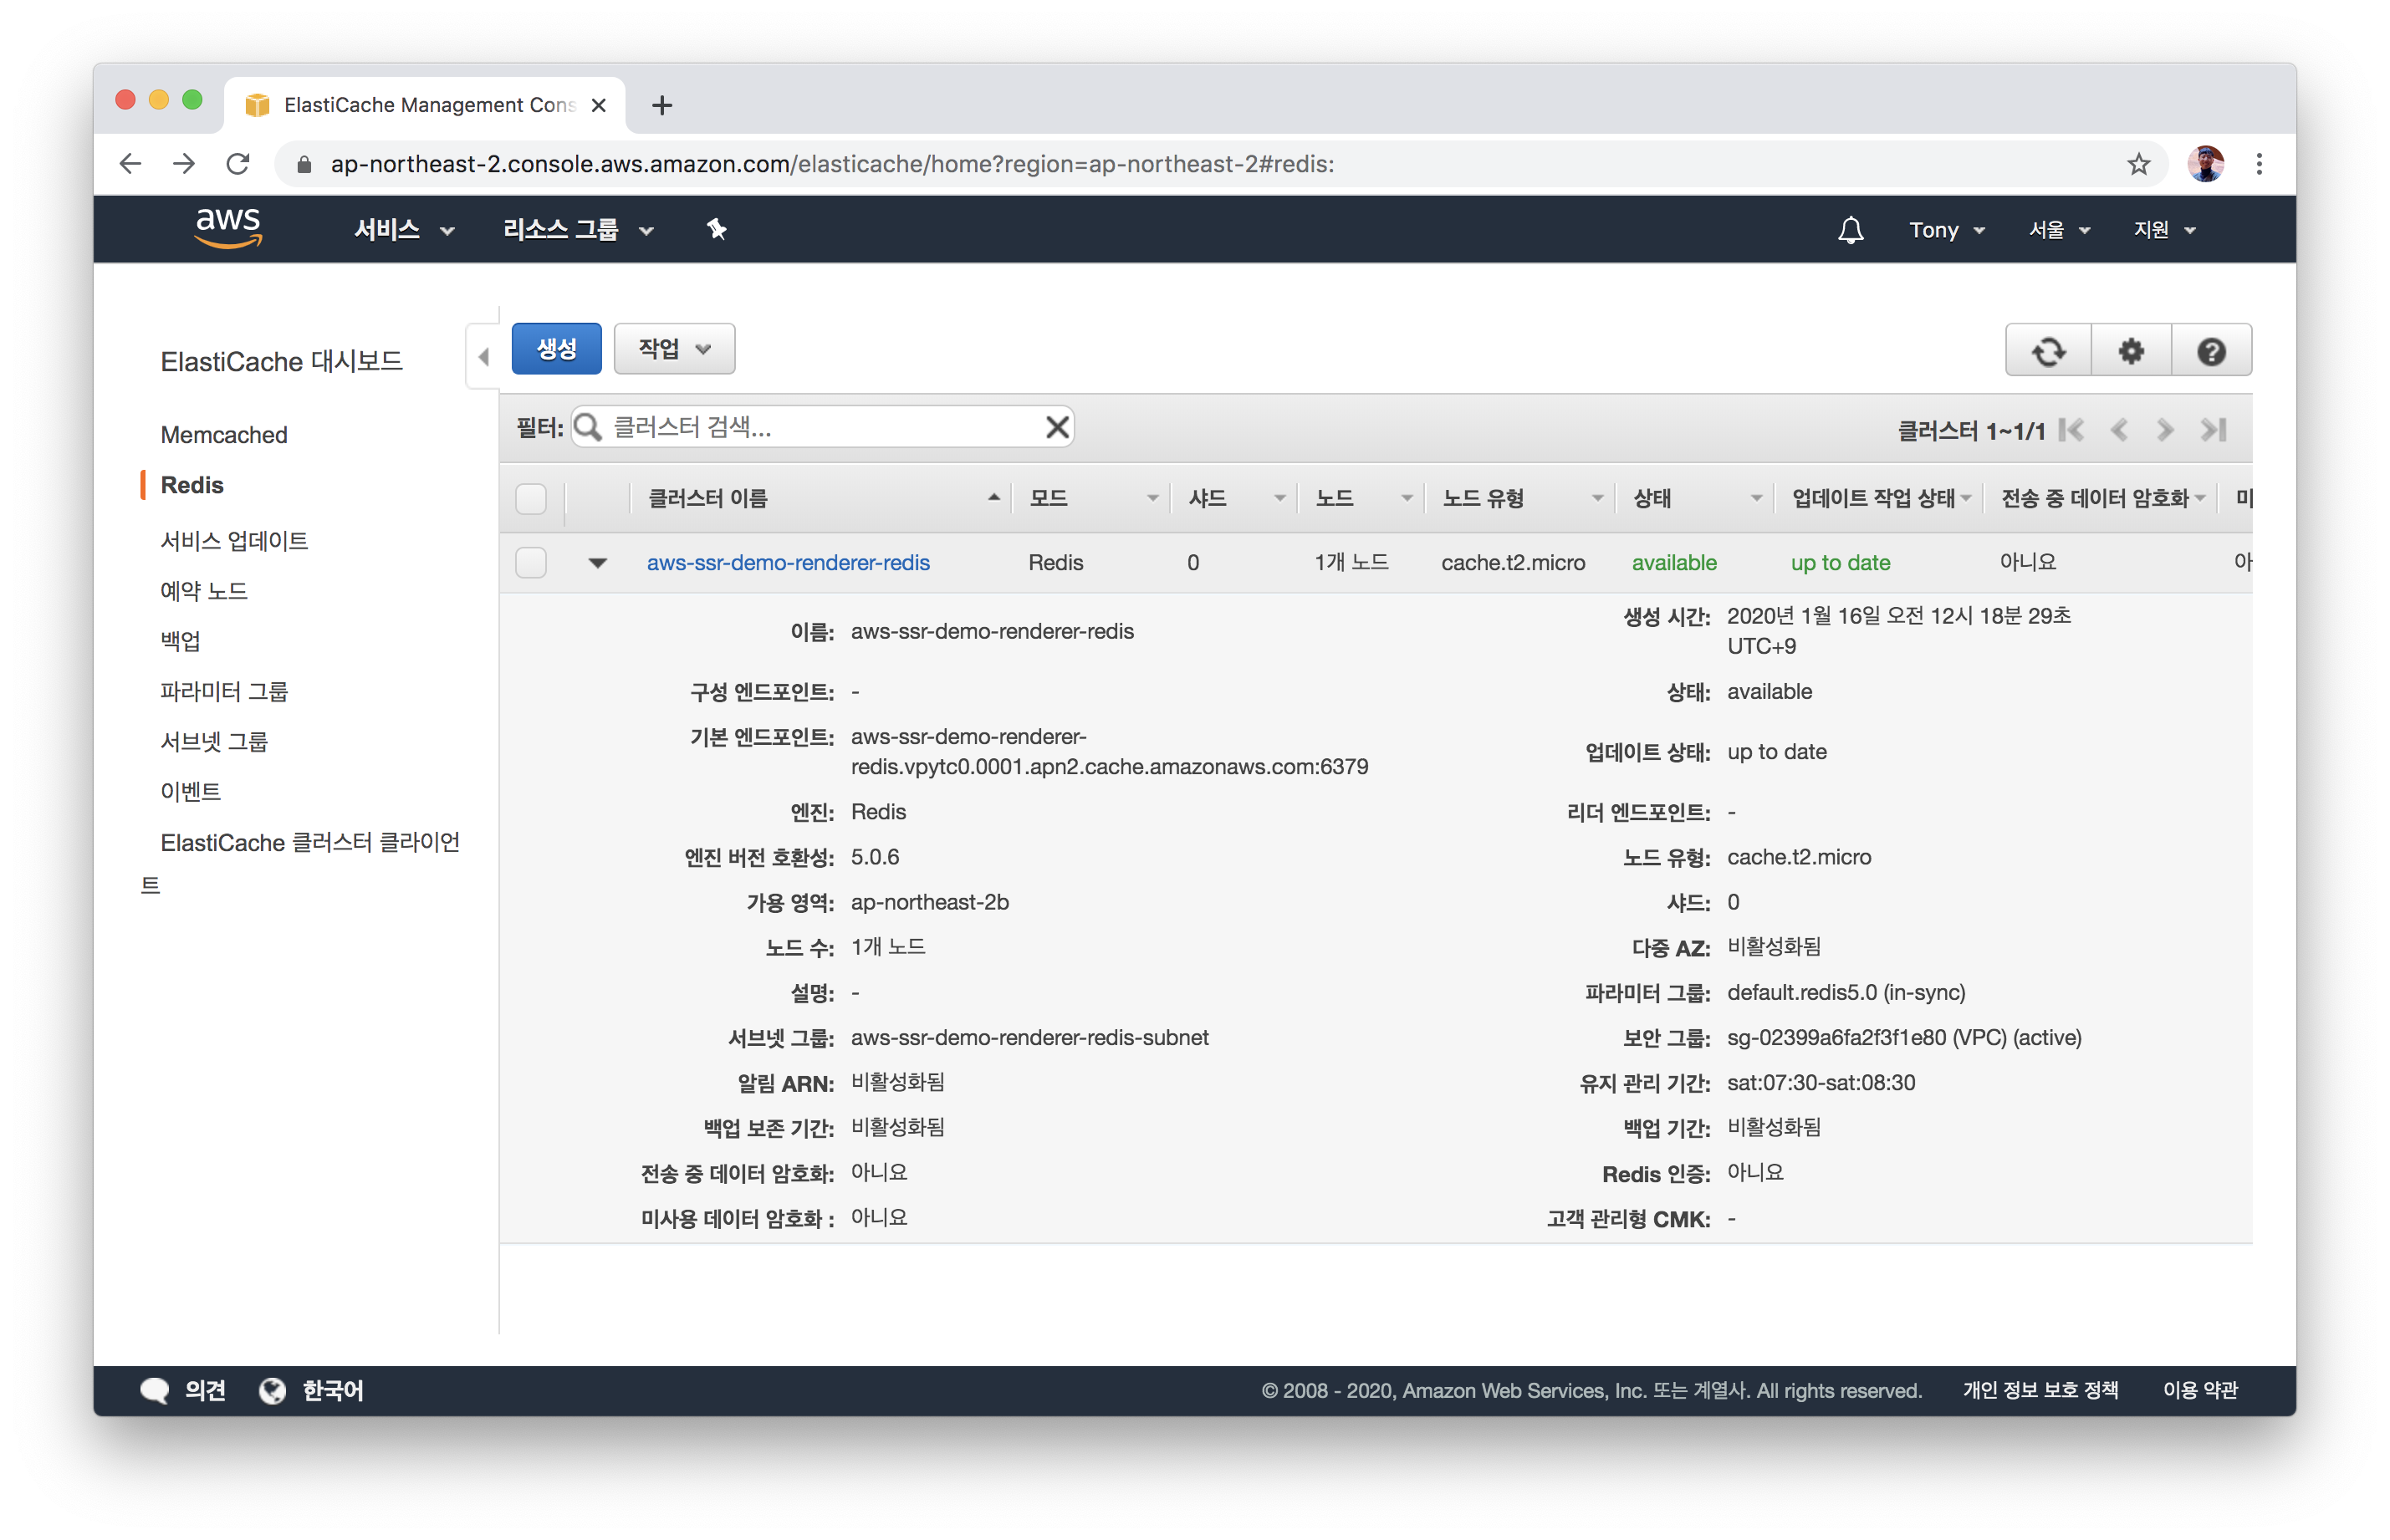 ElastiCache Management Cons
ap-northeast-2.console.aws.amazon.com/elasticache/home?region=ap-northeast-2#redis:
aws 서비스 리소스 그룹 Tony 서울 지원
ElastiCache 대시보드
Memcached
Redis
서비스 업데이트
예약 노드
백업
파라미터 그룹
서브넷 그룹
이벤트
ElastiCache 클러스터 클라이언
트
생성 작업
필터: 클러스터 검색... 클러스터 1~1/1
클러스터 이름 모드 샤드 노드 노드 유형 상태 업데이트 작업 상태 전송 중 데이터 암호화 미
aws-ssr-demo-renderer-redis Redis 0 1개 노드 cache.t2.micro available up to date 아니요 아
이름: aws-ssr-demo-renderer-redis
생성 시간: 2020년 1월 16일 오전 12시 18분 29초
UTC+9
구성 엔드포인트: -
상태: available
기본 엔드포인트: aws-ssr-demo-renderer-
redis.vpytc0.0001.apn2.cache.amazonaws.com:6379
업데이트 상태: up to date
엔진: Redis
리더 엔드포인트: -
엔진 버전 호환성: 5.0.6
노드 유형: cache.t2.micro
가용 영역: ap-northeast-2b
샤드: 0
노드 수: 1개 노드
다중 AZ: 비활성화됨
설명: -
파라미터 그룹: default.redis5.0 (in-sync)
서브넷 그룹: aws-ssr-demo-renderer-redis-subnet
보안 그룹: sg-02399a6fa2f3f1e80 (VPC) (active)
알림 ARN: 비활성화됨
유지 관리 기간: sat:07:30-sat:08:30
백업 보존 기간: 비활성화됨
백업 기간: 비활성화됨
전송 중 데이터 암호화: 아니요
Redis 인증: 아니요
미사용 데이터 암호화 : 아니요
고객 관리형 CMK: -
의견 한국어 © 2008 - 2020, Amazon Web Services, Inc. 또는 계열사. All rights reserved. 개인 정보 보호 정책 이용 약관